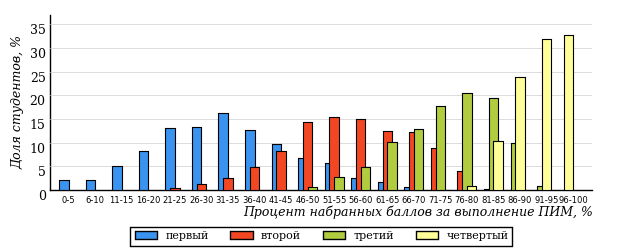 Доля студентов, %
35
30
25
20
15
10
5
0
0-5 6-10 11-15 16-20 21-25 26-30 31-35 36-40 41-45 46-50 51-55 56-60 61-65 66-70 71-75 76-80 81-85 86-90 91-95 96-100
Процент набранных баллов за выполнение ПИМ, %
первый второй третий четвертый